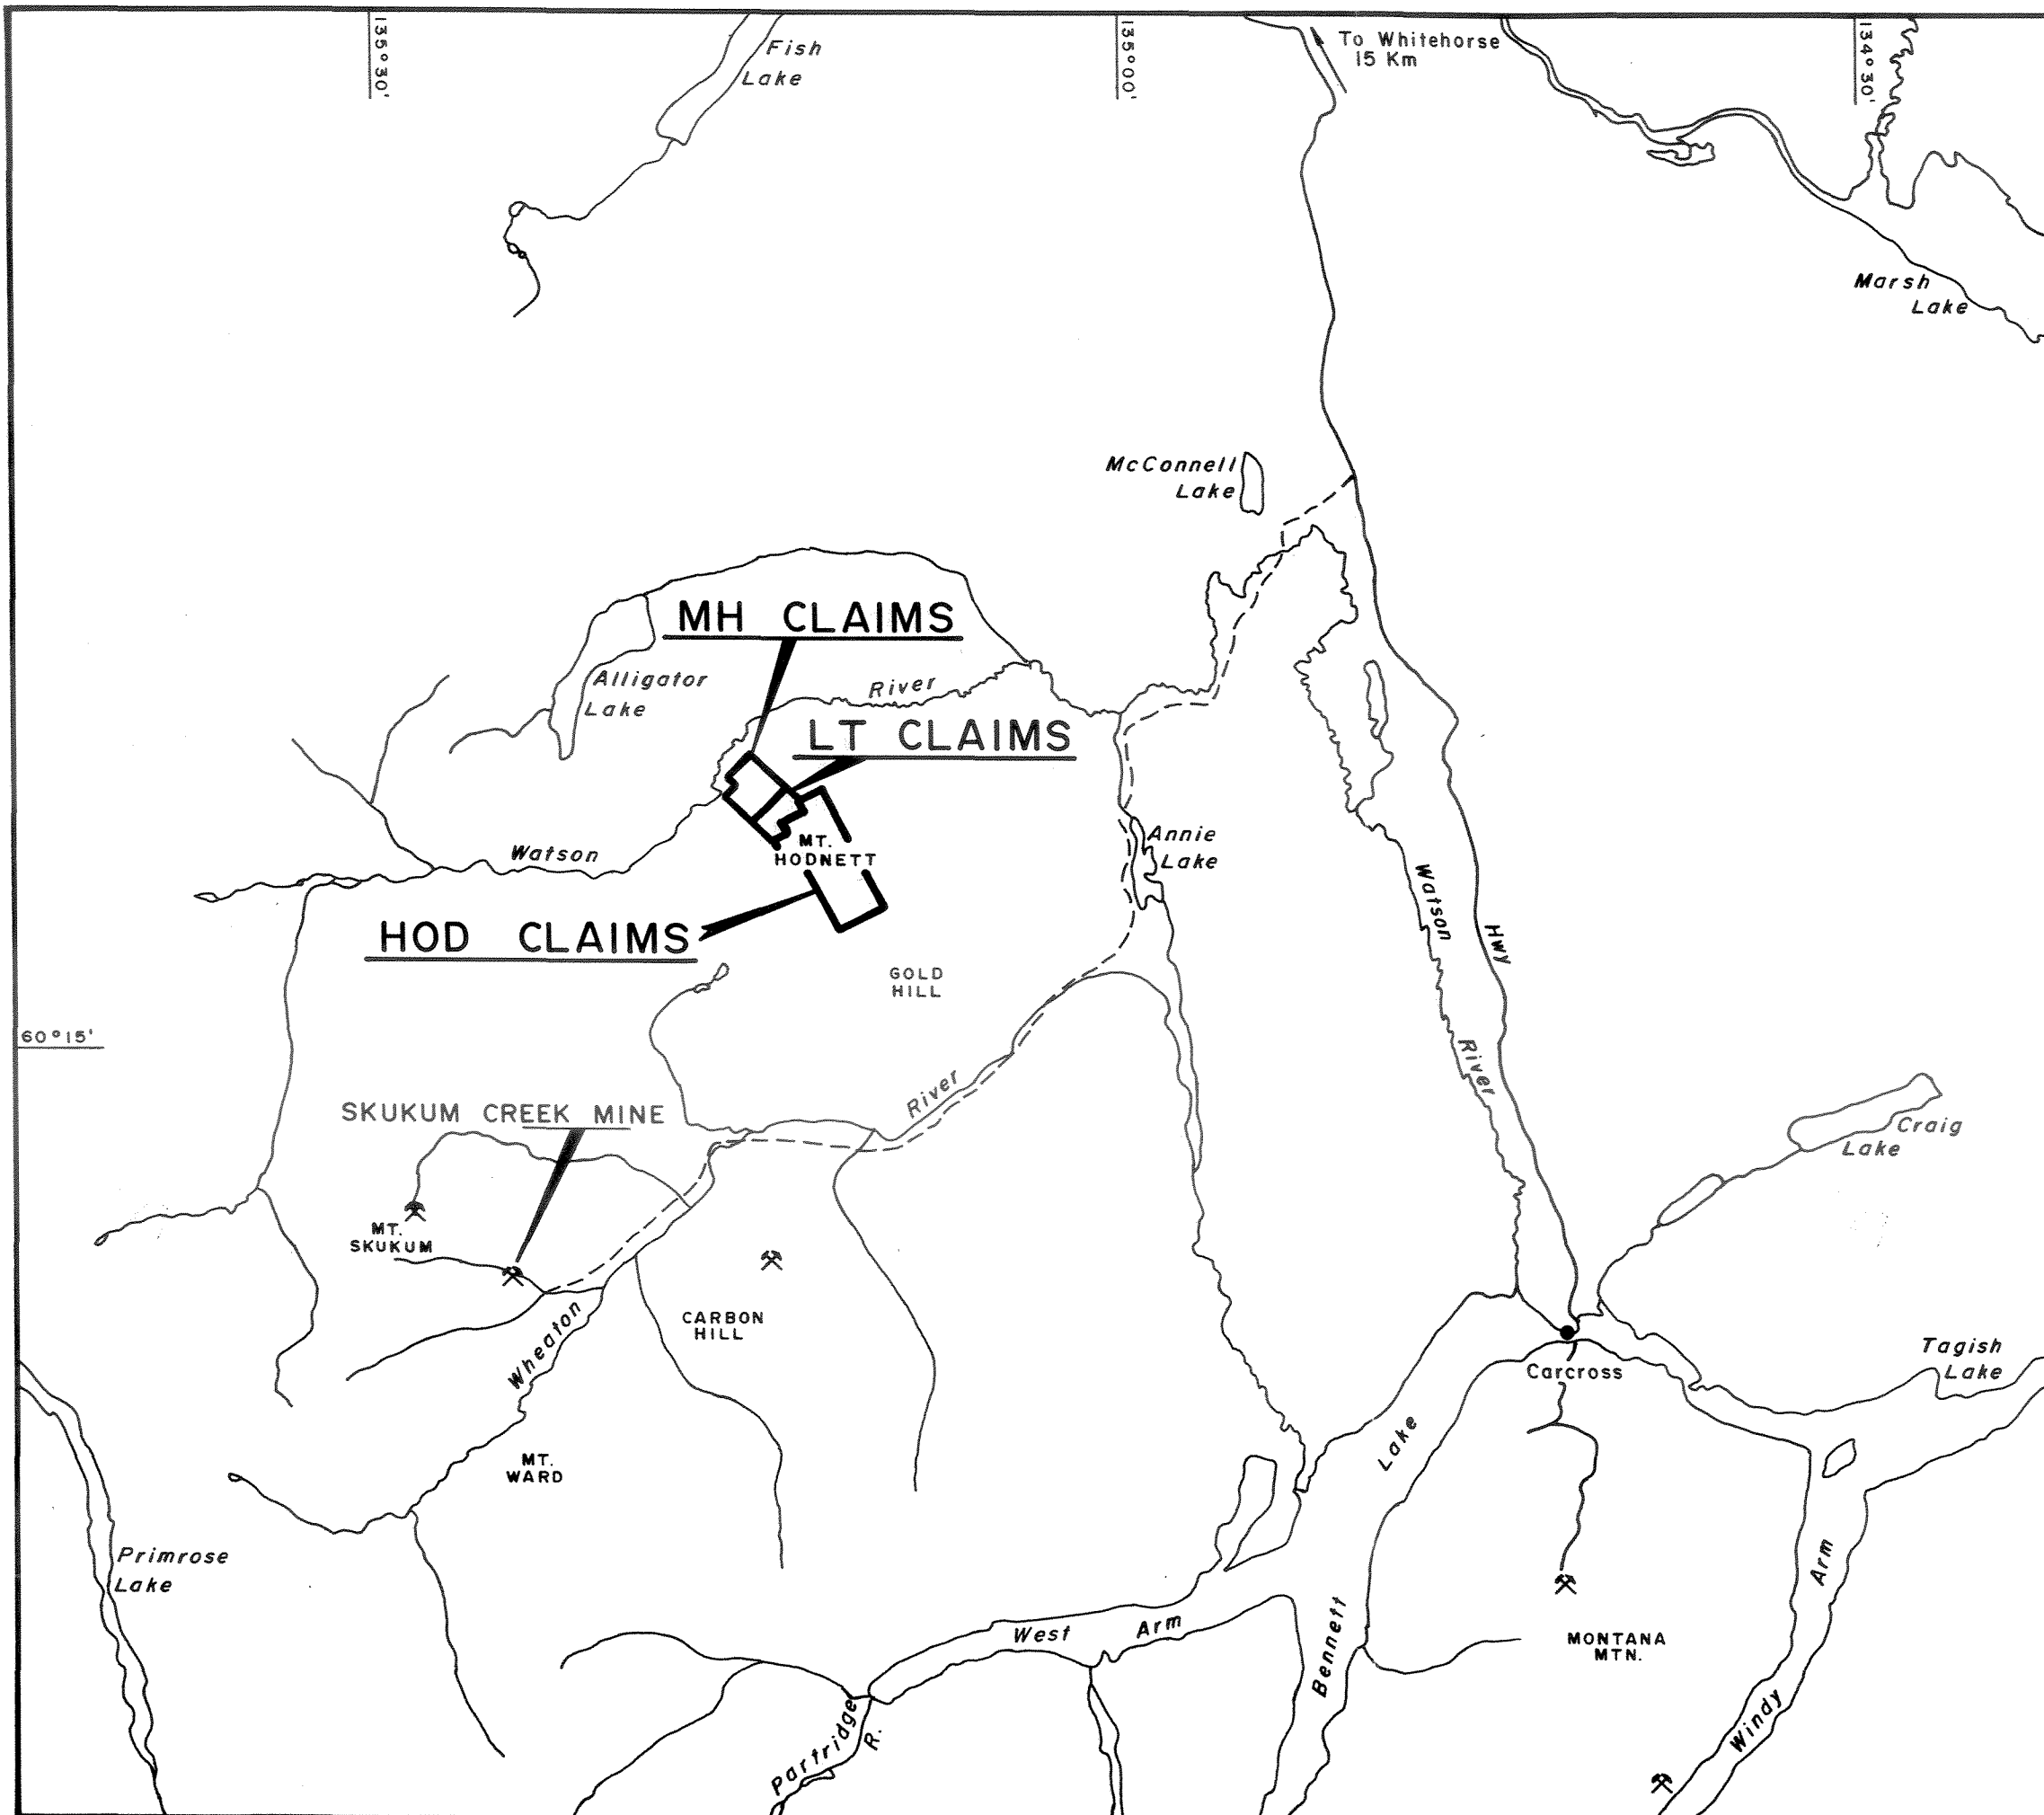 135°30'
Fish
Lake
135°00'
To Whitehorse
15 Km
134°30'
Marsh
Lake
McConnell
Lake
MH CLAIMS
Alligator
Lake
River
LT CLAIMS
Annie
Lake
MT.
HODNETT
Watson
HOD CLAIMS
Watson
River
Hwy
GOLD
HILL
60°15'
River
SKUKUM CREEK MINE
Craig
Lake
MT.
SKUKUM
CARBON
HILL
Wheaton
Tagish
Lake
Carcross
MT.
WARD
Lake
Primrose
Lake
Arm
West Arm
Bennett
MONTANA
MTN.
Partridge
R.
Windy